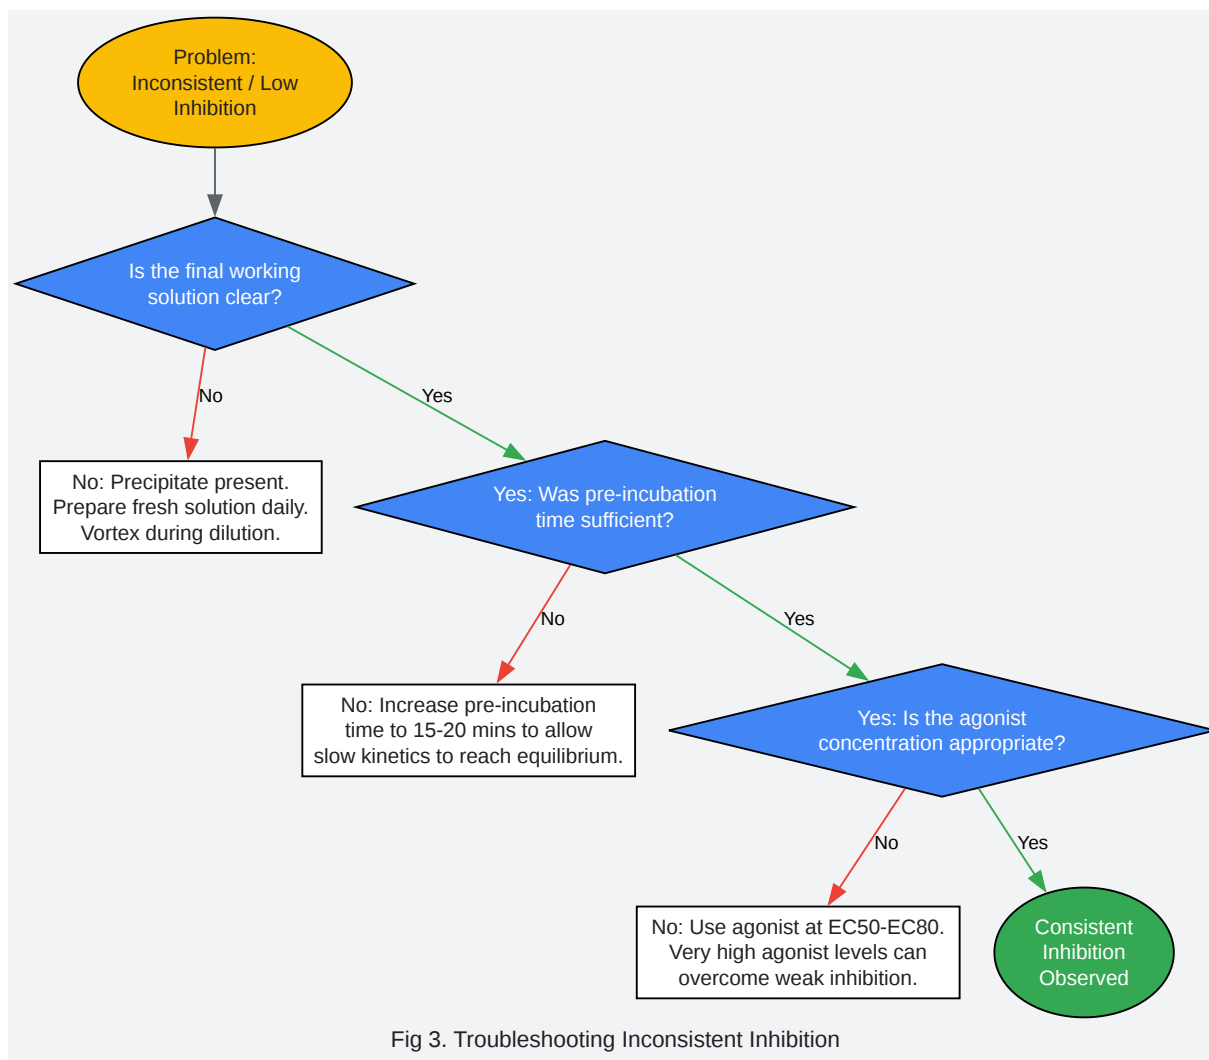 Problem:
Inconsistent / Low
Inhibition
Is the final working
solution clear?
No
Yes
No: Precipitate present.
Prepare fresh solution daily.
Vortex during dilution.
Yes: Was pre-incubation
time sufficient?
No
Yes
No: Increase pre-incubation
time to 15-20 mins to allow
slow kinetics to reach equilibrium.
Yes: Is the agonist
concentration appropriate?
No
Yes
No: Use agonist at EC50-EC80.
Very high agonist levels can
overcome weak inhibition.
Consistent
Inhibition
Observed
Fig 3. Troubleshooting Inconsistent Inhibition